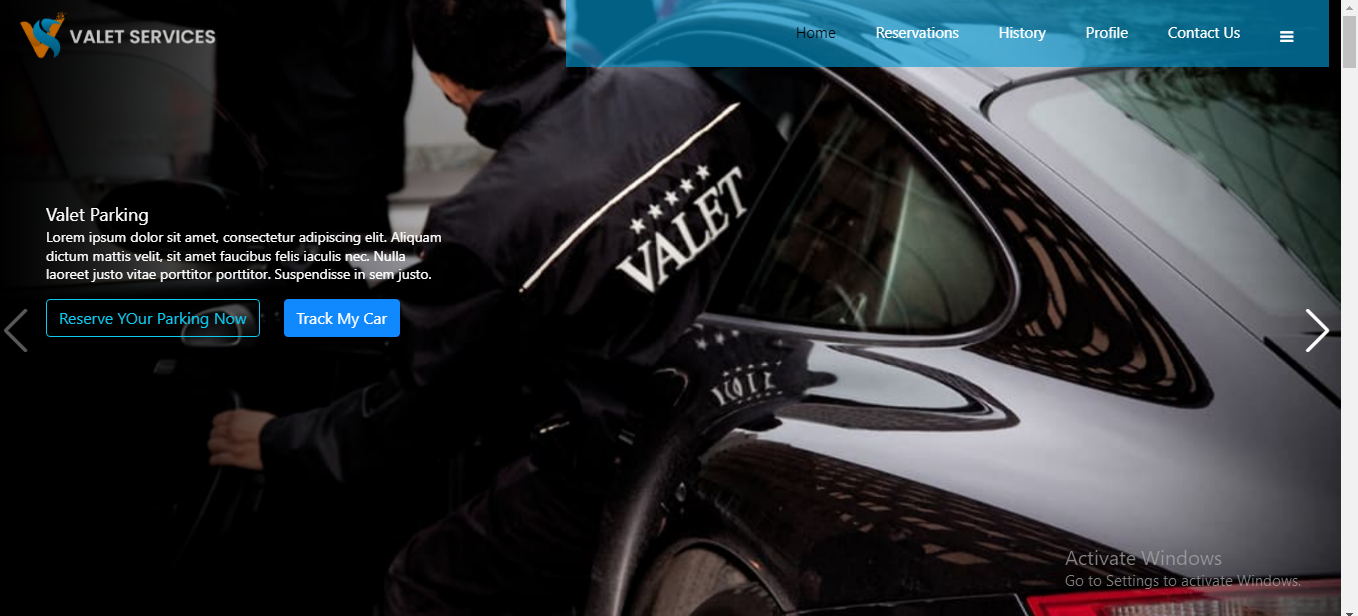 VALET SERVICES
Home Reservations History Profile Contact Us
VALET
Valet Parking
Lorem ipsum dolor sit amet, consectetur adipiscing elit. Aliquam
dictum mattis velit, sit amet faucibus felis iaculis nec. Nulla
laoreet justo vitae porttitor porttitor. Suspendisse in sem justo.
Reserve YOur Parking Now Track My Car
Activate Windows
Go to Settings to activate Windows.